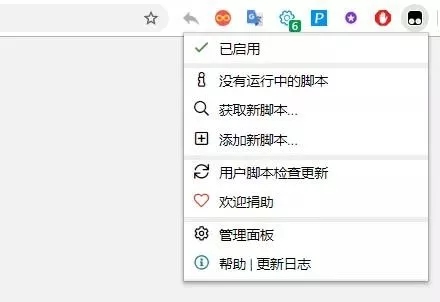 6
P
已启用
没有运行中的脚本
获取新脚本...
添加新脚本...
用户脚本检查更新
欢迎捐助
管理面板
帮助 | 更新日志